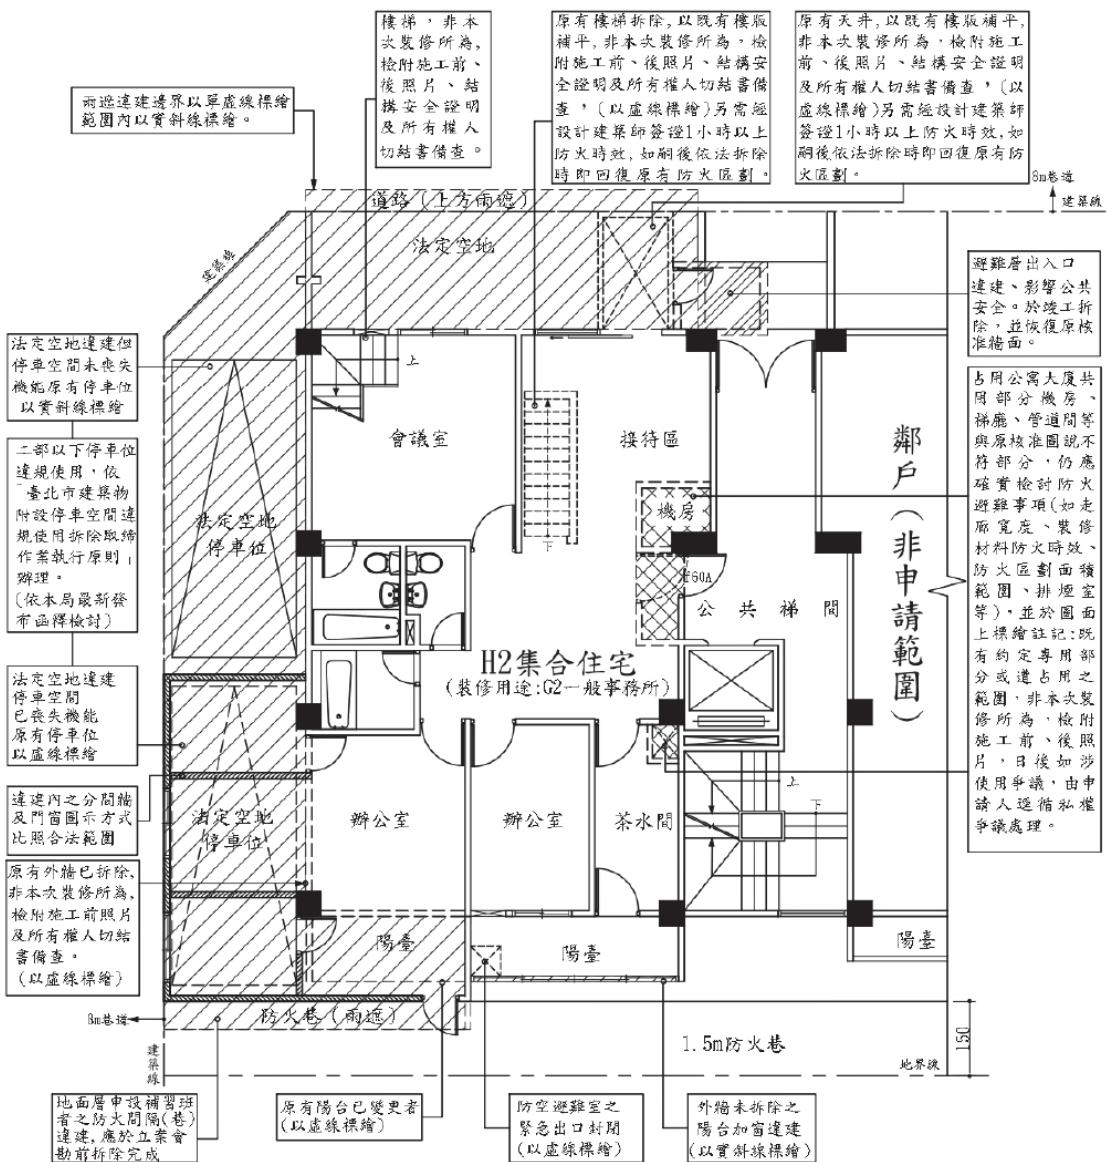 樓梯，非本
次裝修所為，
檢附施工前、
後照片、結
構安全證明
及所有權人
切結書備查。
原有樓梯拆除，以既有樓版
補平，非本次裝修所為，檢
附施工前、後照片、結構安
全證明及所有權人切結書備
查，（以虛線標繪）另需經
設計建築師簽證1小時以上
防火時效，如嗣後依法拆除
時即回復原有防火區劃。
原有天井，以既有樓版補平，
非本次裝修所為，檢附施工
前、後照片、結構安全證明
及所有權人切結書備查，（以
虛線標繪）另需經設計建築師
簽證1小時以上防火時效，如
嗣後依法拆除時即回復原有防
火區劃。
雨遮違建邊界以單虛線標繪
範圍內以實斜線標繪。
8m巷道
建築線
道路（上方雨遮）
法定空地
建築線
避難層出入口
違建、影響公共
安全。於竣工拆
除，並恢復原核
准牆面。
法定空地違建但
停車空間未喪失
機能原有停車位
以實斜線標繪
上
會議室
接待區
下
機房
鄰戶（非申請範圍）
占用公寓大廈共
用部分機房、
梯廳、管道間等
與原核准圖說不
符部分，仍應
確實檢討防火
避難事項(如走
廊寬度、裝修
材料防火時效、
防火區劃面積
範圍、排煙室
等)，並於圖面
上標繪註記：既
有約定專用部
分或遭占用之
範圍，非本次裝
修所為，檢附
施工前、後照
片，日後如涉
使用爭議，由申
請人逕循私權
爭議處理。
二部以下停車位
違規使用，依
「臺北市建築物
附設停車空間違
規使用拆除取締
作業執行原則」
辦理。
（依本局最新發
布函釋檢討）
法定空地
停車位
F60A
公共梯間
H2集合住宅
(裝修用途：G2一般事務所)
法定空地違建
停車空間
已喪失機能
原有停車位
以虛線標繪
違建內之分間牆
及門窗圖示方式
比照合法範圍
法定空地
停車位
辦公室
辦公室
茶水間
上
下
原有外牆已拆除，
非本次裝修所為，
檢附施工前照片
及所有權人切結
書備查。
(以虛線標繪)
陽臺
陽臺
陽臺
8m巷道
防火巷（雨遮）
1.5m防火巷
150
建築線
地界線
地面層申設補習班
者之防火間隔(巷)
違建，應於立業會
勘前拆除完成
原有陽台已變更者
(以虛線標繪)
防空避難室之
緊急出口封閉
(以虛線標繪)
外牆未拆除之
陽台加窗違建
(以實斜線標繪)